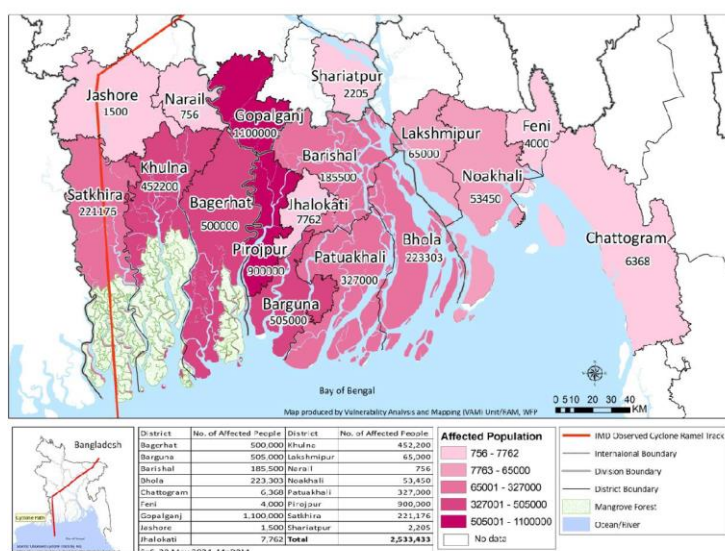 Shariatpur
2205
Jashore
1500
Narail
756
Gopalganj
1100000
Feni
4000
Lakshmipur
65000
Khulna
452200
Barishal
185500
Noakhali
53450
Satkhira
221176
Bagerhat
500000
Jhalokati
7762
Chattogram
6368
Pirojpur
900000
Patuakhali
327000
Bhola
223303
Barguna
505000
Bay of Bengal
0 5 10 20 30 40
KM
Map produced by Vulnerability Analysis and Mapping (VAM) Unit/RAM, WFP
Bangladesh
Cyclone Path
District No. of Affected People District No. of Affected People
Bagerhat 500,000 Khulna 452,200
Barguna 505,000 Lakshmipur 65,000
Barishal 185,500 Narail 756
Bhola 223,303 Noakhali 53,450
Chattogram 6,368 Patuakhali 327,000
Feni 4,000 Pirojpur 900,000
Gopalganj 1,100,000 Satkhira 221,176
Jashore 1,500 Shariatpur 2,205
Jhalokati 7,762 Total 2,533,433
Affected Population
756 - 7762
7763 - 65000
65001 - 327000
327001 - 505000
505001 - 1100000
No data
IMD Observed Cyclone Remal Track
International Boundary
Division Boundary
District Boundary
Mangrove Forest
Ocean/River